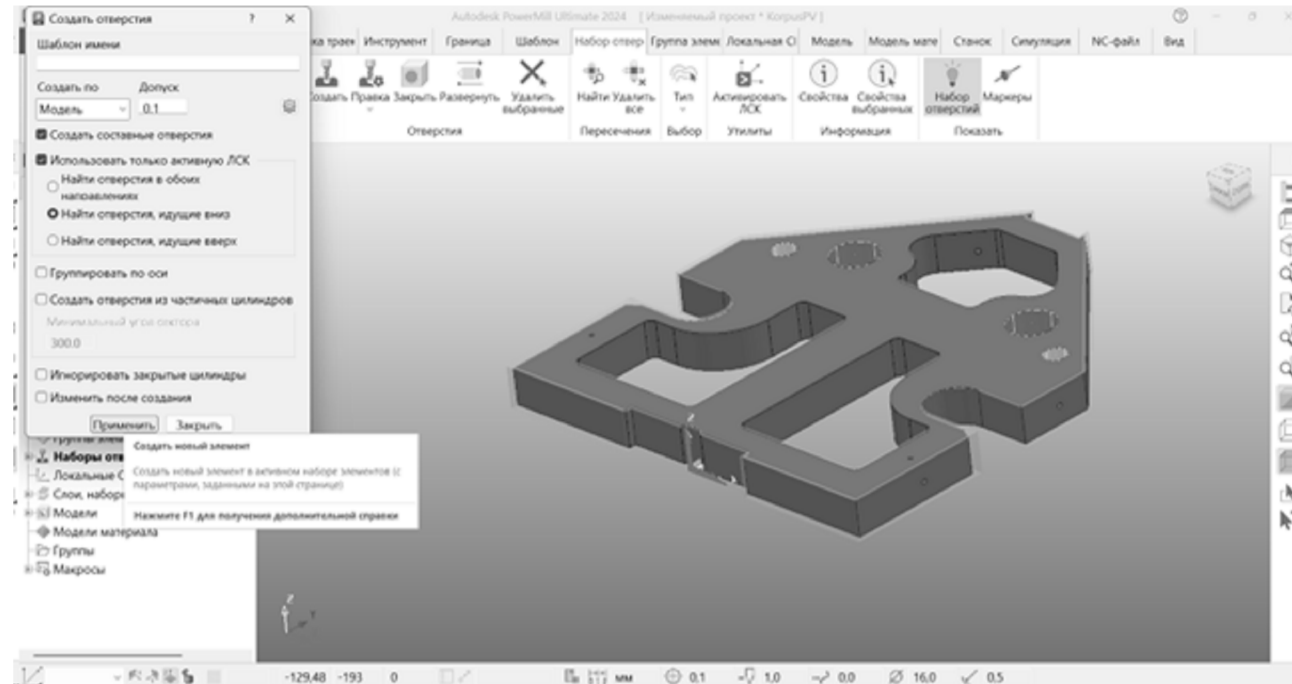 Создать отверстия ? ×
Autodesk PowerMill Ultimate 2024 [ Изменяемый проект * KorpusPV ]
Шаблон имени
Создать по Допуск
Модель 0.1
Создать составные отверстия
Использовать только активную ЛСК
Найти отверстия в обоих
направлениях
Найти отверстия, идущие вниз
Найти отверстия, идущие вверх
Группировать по оси
Создать отверстия из частичных цилиндров
Минимальный угол сектора
300.0
Игнорировать закрытые цилиндры
Изменить после создания
Применить Закрыть
ка траек Инструмент Граница Шаблон Набор отвер Группа элеме Локальная С Модель Модель мате Станок Симуляция NC-файл Вид
Создать Правка Закрыть Развернуть Удалить
выбранные
Найти Удалить
все
Тип Активировать
ЛСК
Свойства Свойства
выбранных
Набор
отверстий
Маркеры
Отверстия Пересечения Выбор Утилиты Информация Показать
Создать новый элемент
Создать новый элемент в активном наборе элементов (с
параметрами, заданными на этой странице)
Нажмите F1 для получения дополнительной справки
Группы элем
Наборы отв
Локальные С
Слои, набор
Модели
Модели материала
Группы
Макросы
Z
-129,48 -193 0 мм 0.1 1,0 0.0 16,0 0.5